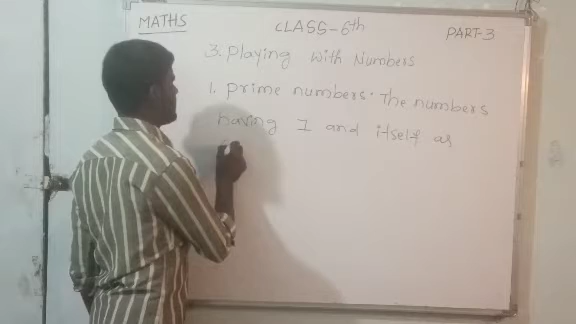 MATHS CLASS-6th PART-3
3. Playing with Numbers
1. prime numbers. The numbers
having 1 and itself as